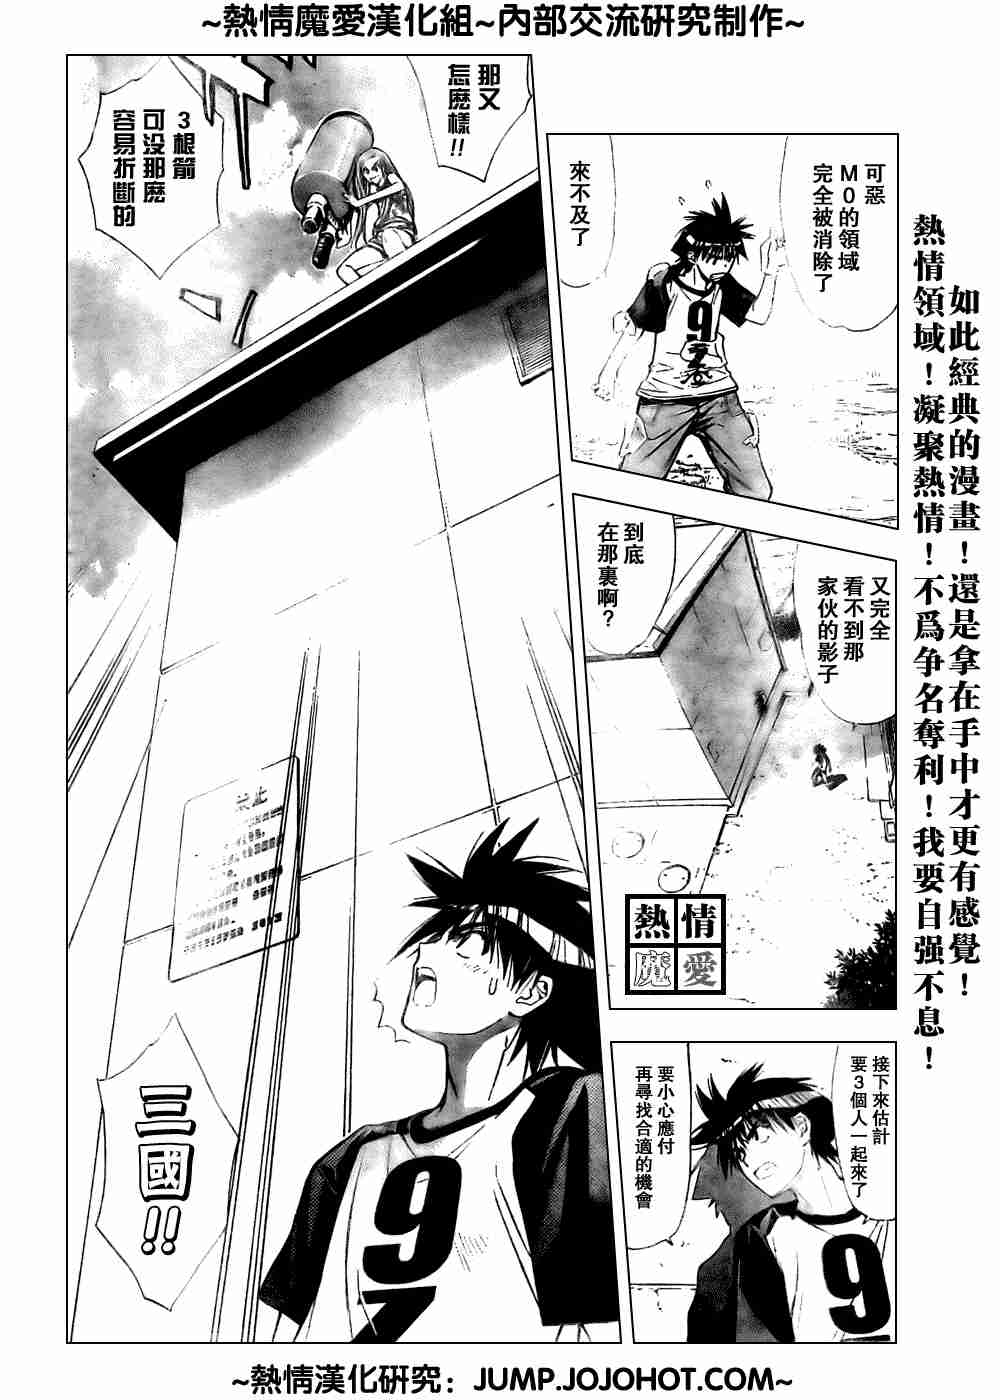 ~熱情魔愛漢化組~內部交流研究制作~
可惡
M0的領域
完全被消除了
來不及了
又完全
看不到那
家伙的影子
到底
在那裏啊？
接下來估計
要3個人一起來了
要小心應付
再尋找合適的機會
那又
怎麽樣!!
3根箭
可没那麽
容易折斷的
三國!!
禁止
97
9
9
熱情
魔愛
如此經典的漫畫！還是拿在手中才更有感覺！
熱情領域！凝聚熱情！不爲争名奪利！我要自强不息！
~熱情漢化研究：JUMP.JOJOHOT.COM~